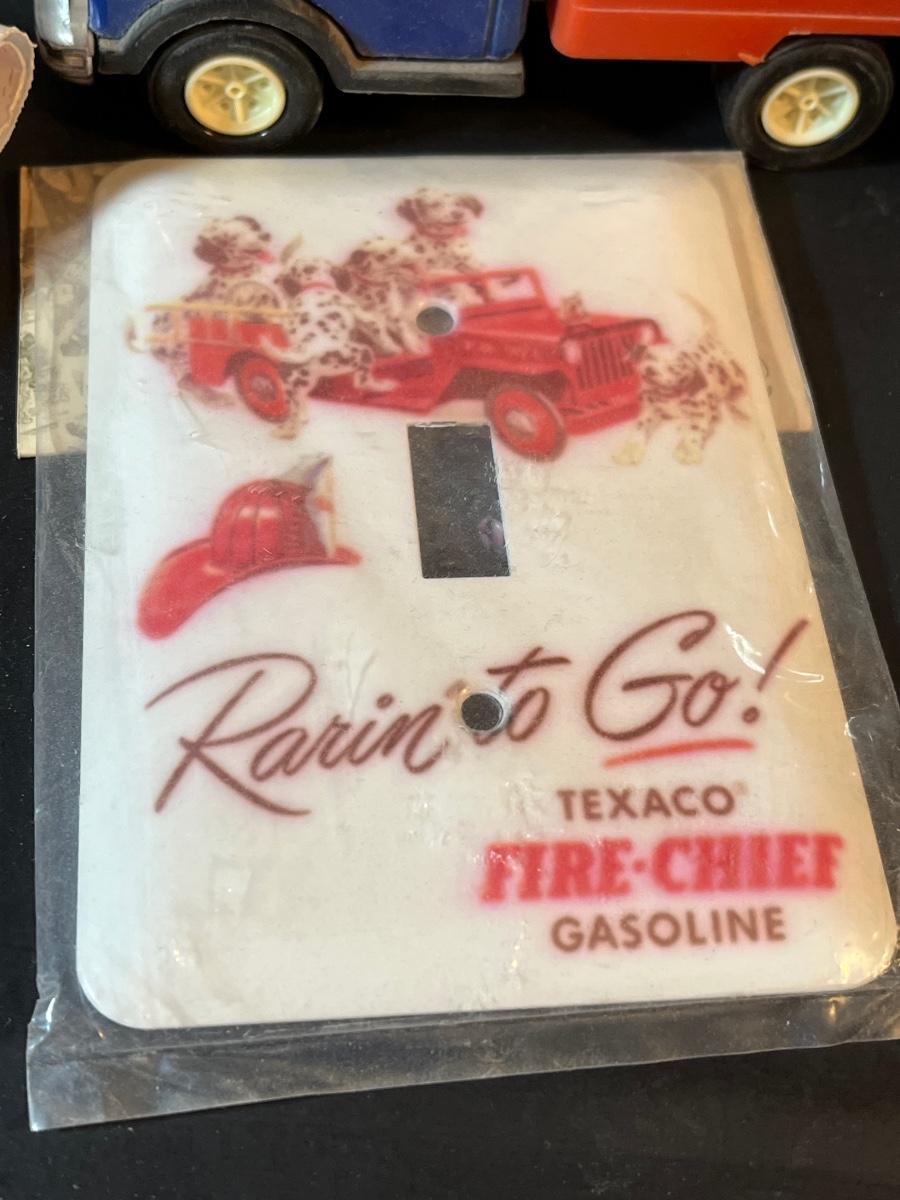 Rarin' to Go!
TEXACO
FIRE-CHIEF
GASOLINE